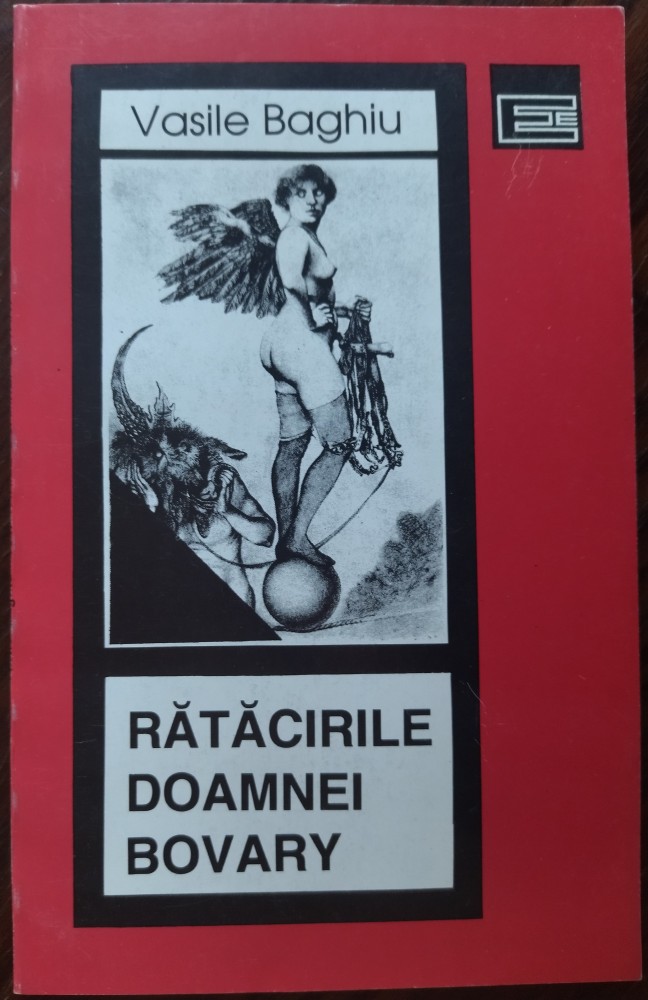 Vasile Baghiu
RĂTĂCIRILE
DOAMNEI
BOVARY